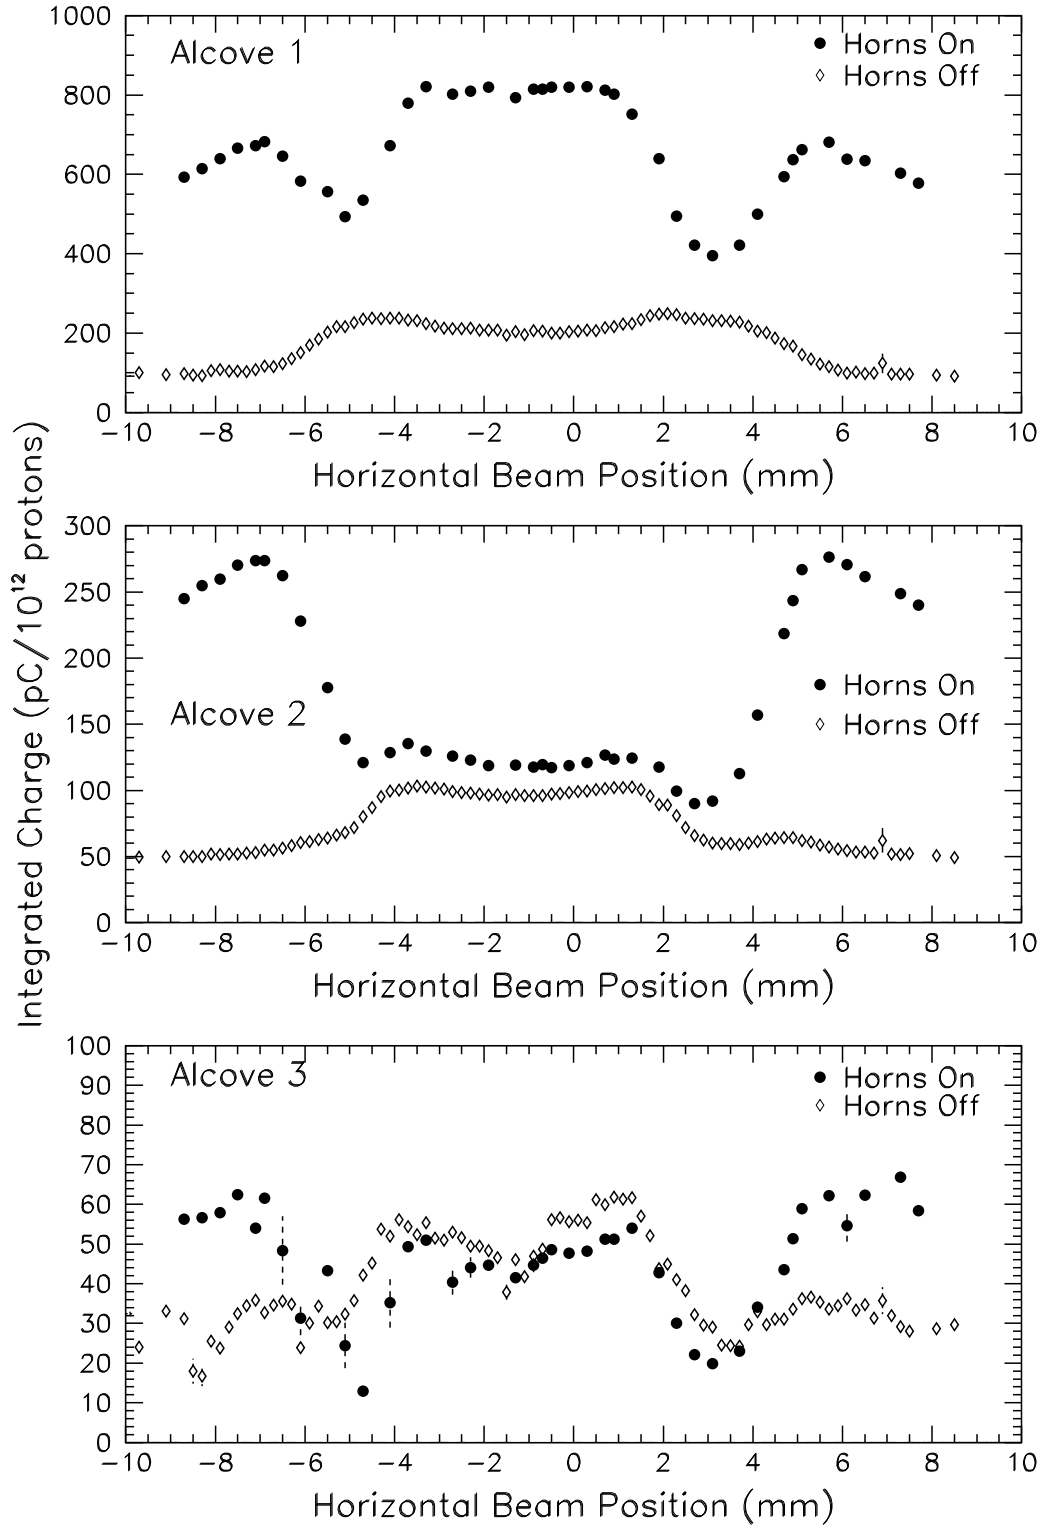 Integrated Charge (pC/10¹² protons)
1000
800
600
400
200
0
Alcove 1
Horns On
Horns Off
−10 −8 −6 −4 −2 0 2 4 6 8 10
Horizontal Beam Position (mm)
300
250
200
150
100
50
0
Alcove 2
Horns On
Horns Off
−10 −8 −6 −4 −2 0 2 4 6 8 10
Horizontal Beam Position (mm)
100
90
80
70
60
50
40
30
20
10
0
Alcove 3
Horns On
Horns Off
−10 −8 −6 −4 −2 0 2 4 6 8 10
Horizontal Beam Position (mm)